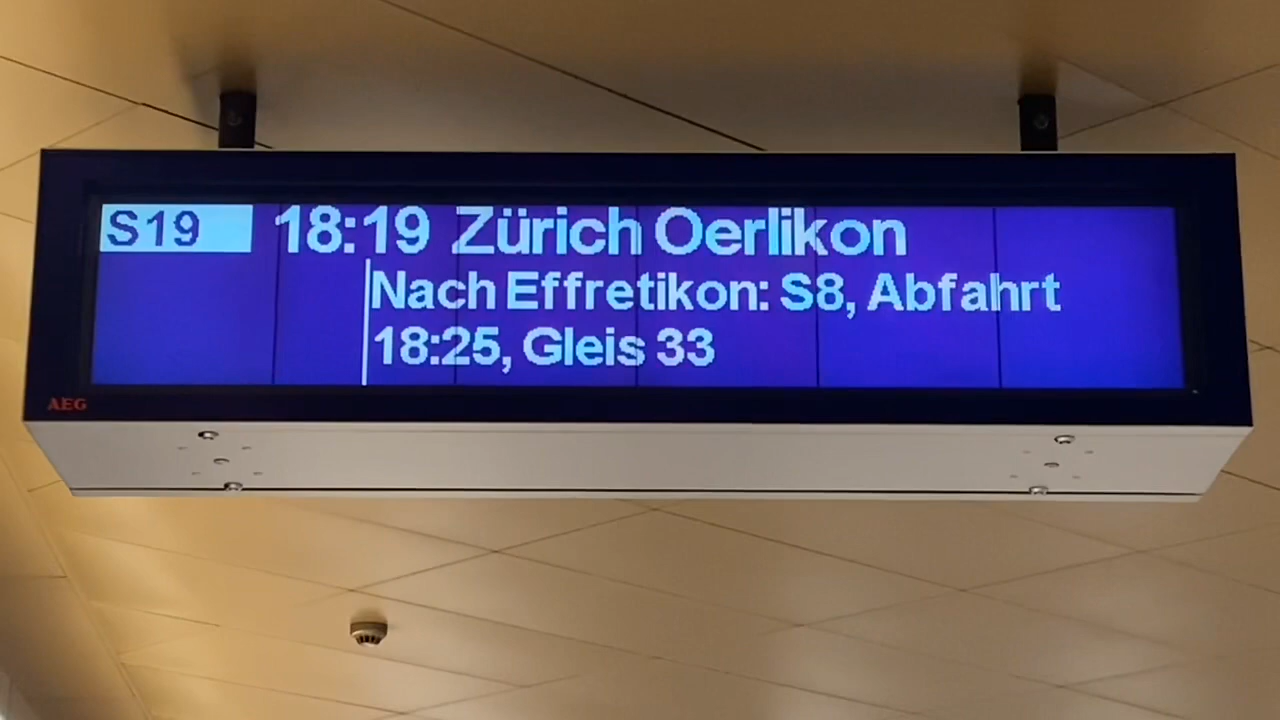 S19 18:19 Zürich Oerlikon
Nach Effretikon: S8, Abfahrt
18:25, Gleis 33
AEG